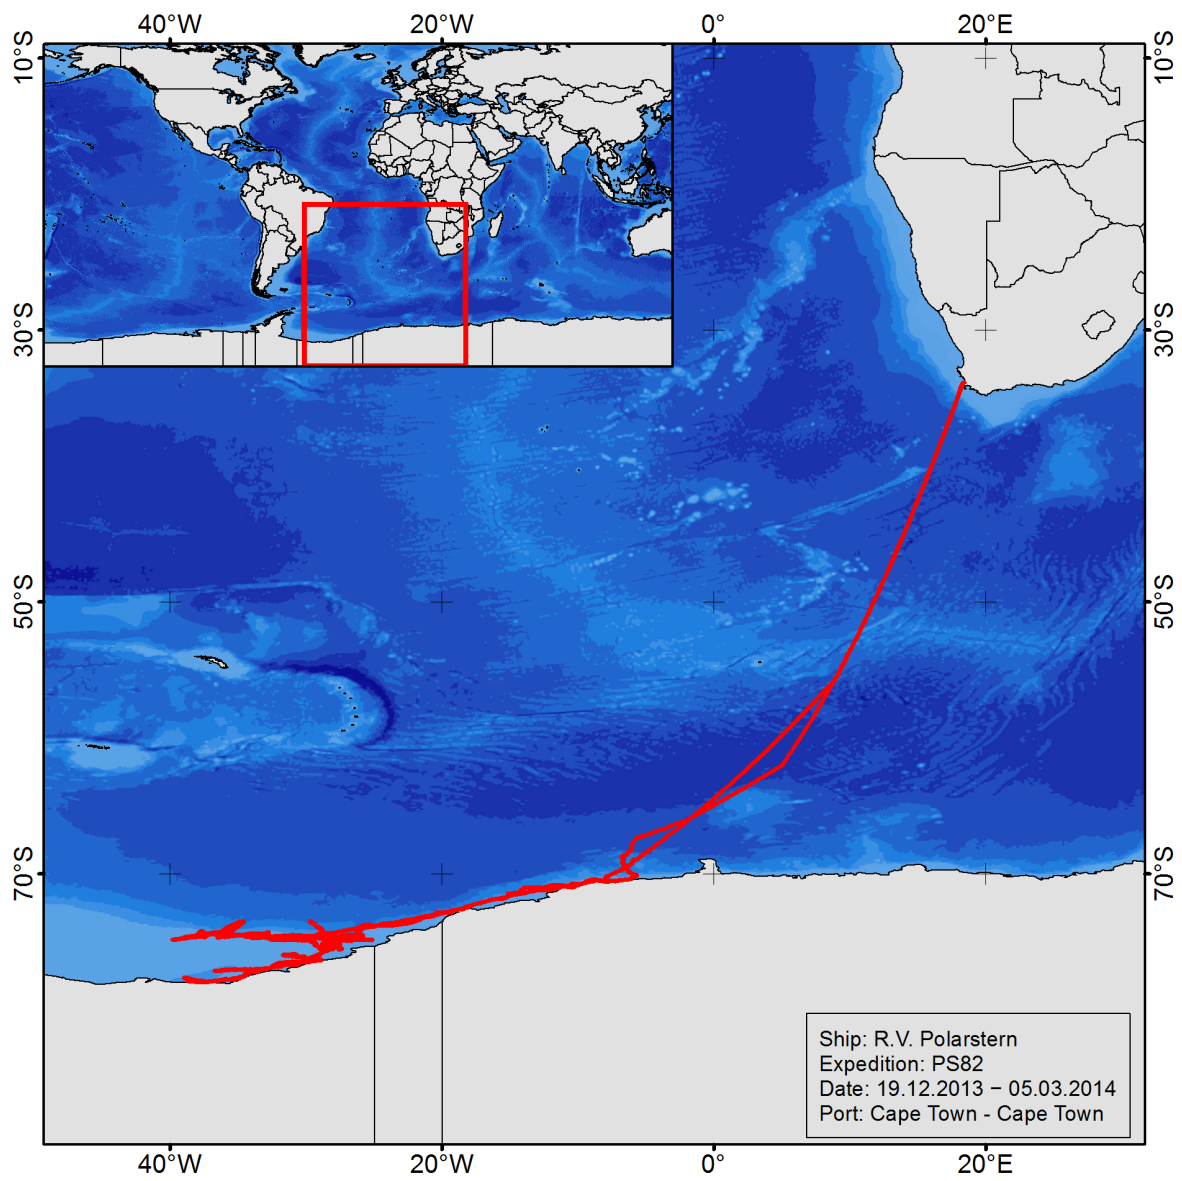 40°W 20°W 0° 20°E
10°S 10°S
30°S 30°S
50°S 50°S
70°S 70°S
Ship: R.V. Polarstern
Expedition: PS82
Date: 19.12.2013 − 05.03.2014
Port: Cape Town - Cape Town
40°W 20°W 0° 20°E